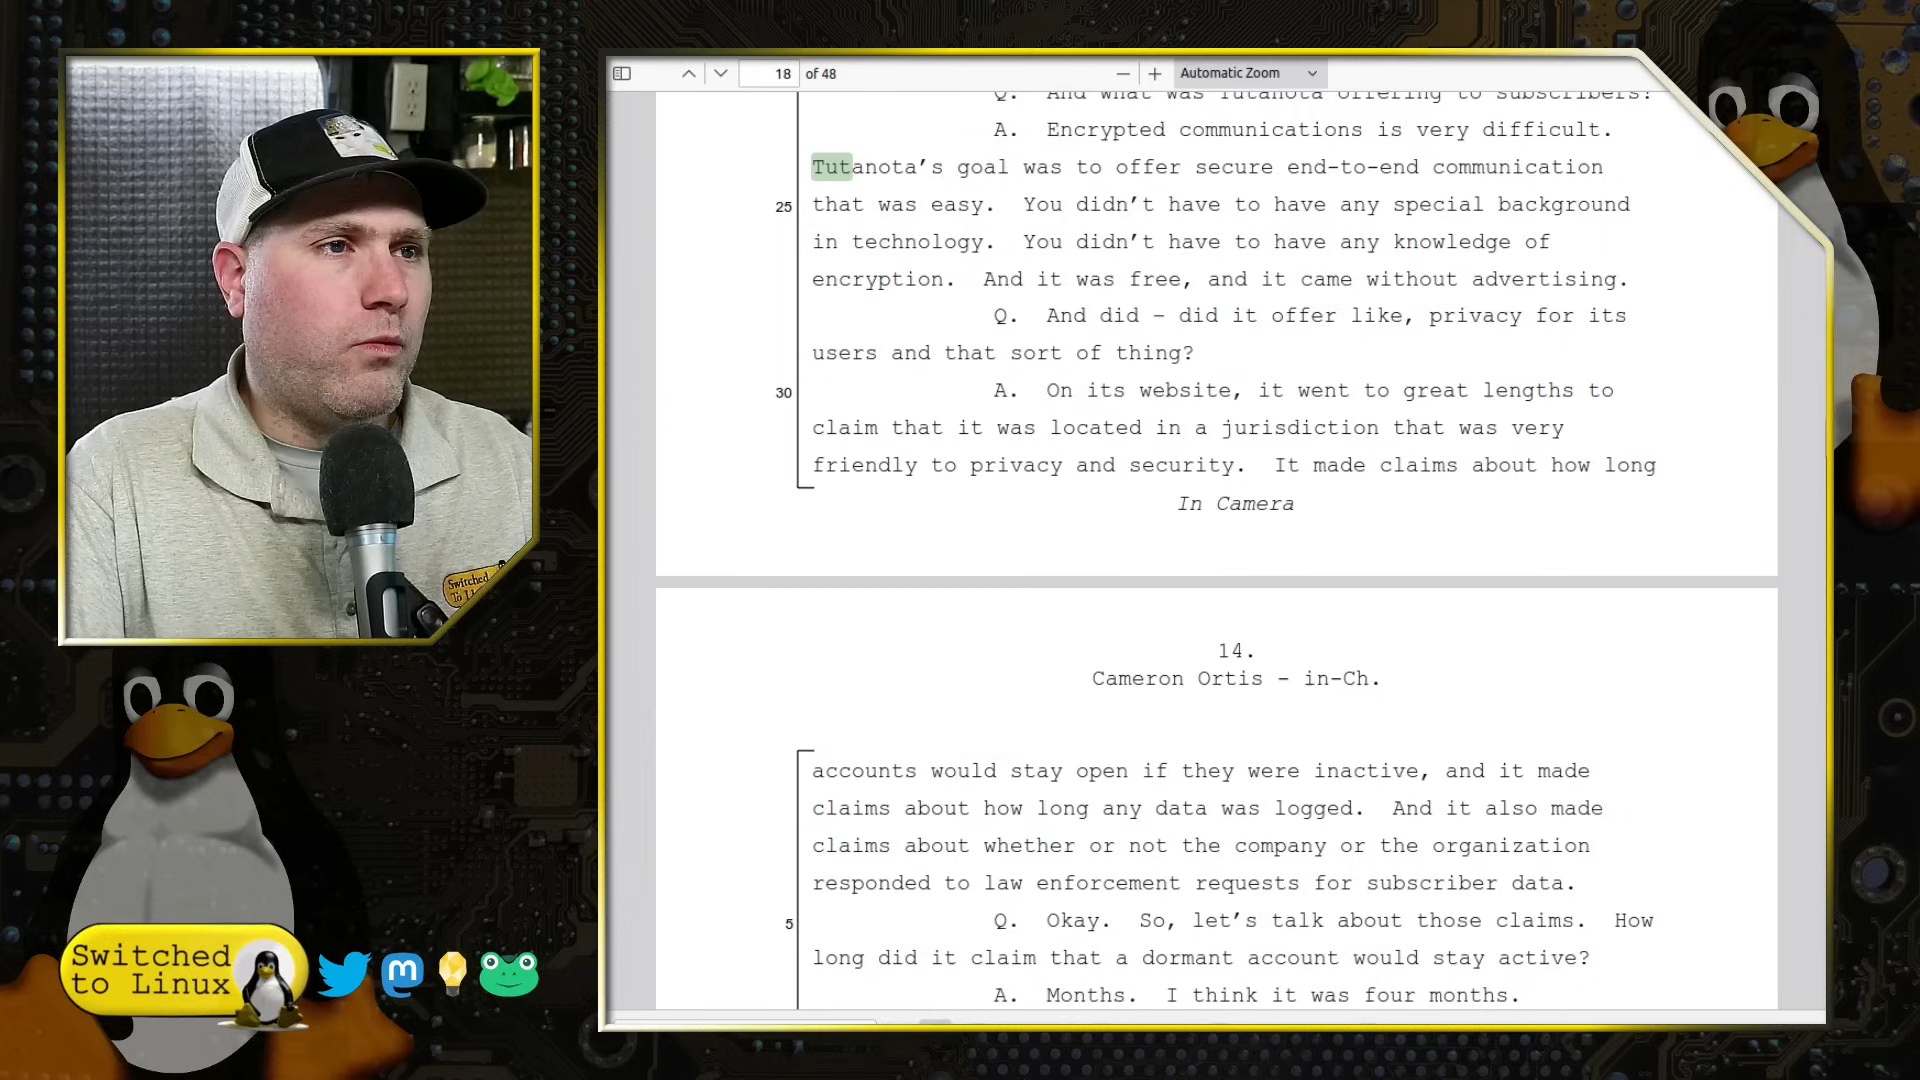 18 of 48
Automatic Zoom
Q. And what was Tutanota offering to subscribers?
A. Encrypted communications is very difficult.
Tutanota’s goal was to offer secure end-to-end communication
25 that was easy. You didn’t have to have any special background
in technology. You didn’t have to have any knowledge of
encryption. And it was free, and it came without advertising.
Q. And did – did it offer like, privacy for its
users and that sort of thing?
30 A. On its website, it went to great lengths to
claim that it was located in a jurisdiction that was very
friendly to privacy and security. It made claims about how long
In Camera
14.
Cameron Ortis - in-Ch.
accounts would stay open if they were inactive, and it made
claims about how long any data was logged. And it also made
claims about whether or not the company or the organization
responded to law enforcement requests for subscriber data.
5 Q. Okay. So, let’s talk about those claims. How
long did it claim that a dormant account would stay active?
A. Months. I think it was four months.
Switched
To
Switched
to Linux